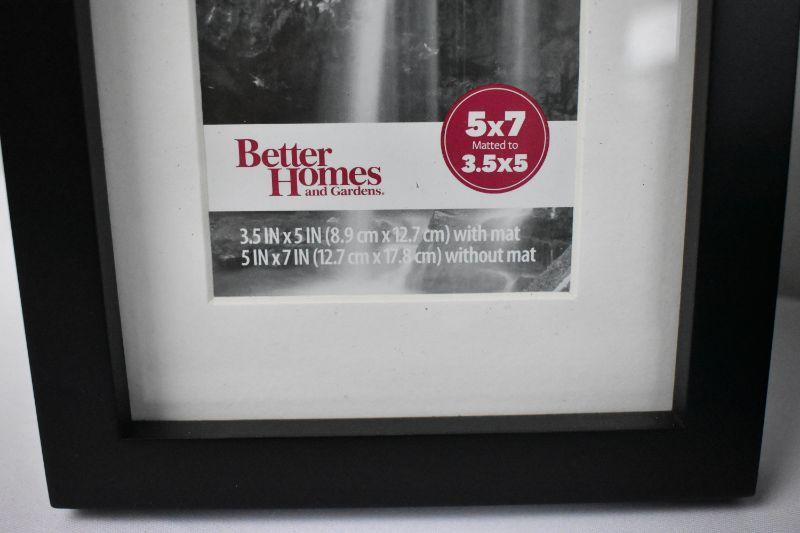 5x7
Matted to
3.5x5
Better
Homes
and Gardens.
3.5 IN x 5 IN (8.9 cm x 12.7 cm) with mat
5 IN x 7 IN (12.7 cm x 17.8 cm) without mat